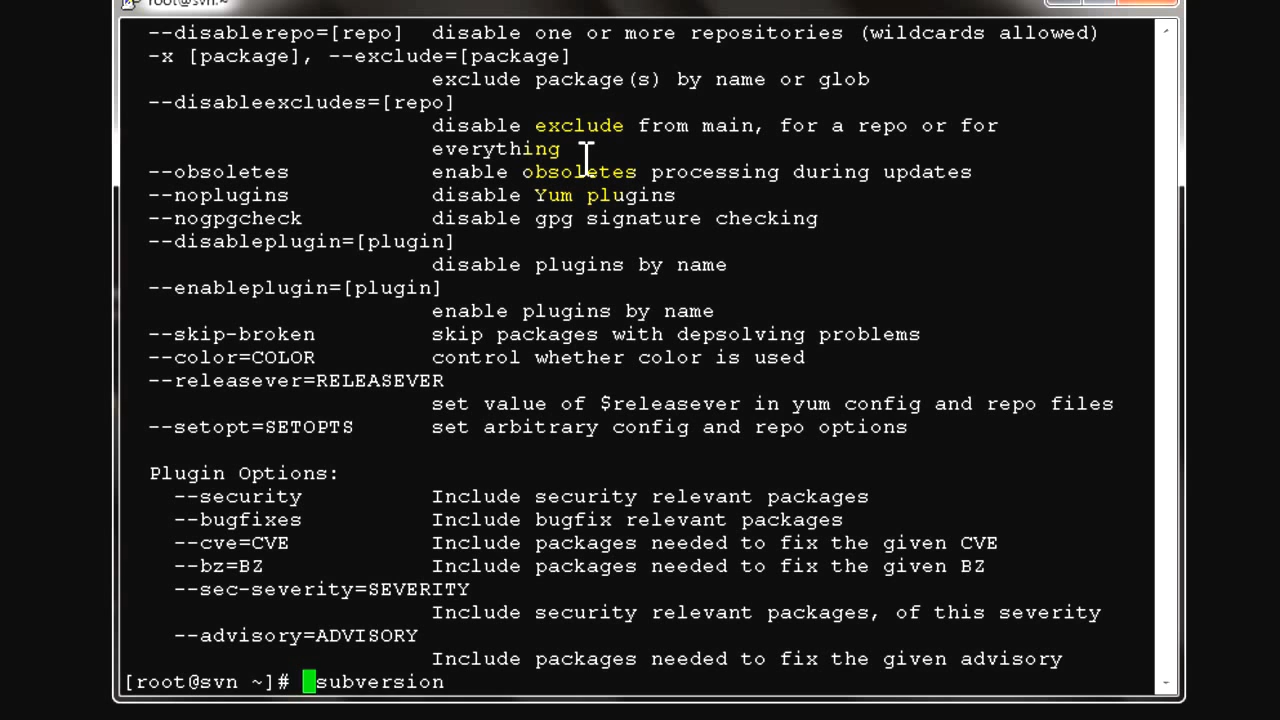 root@svn:~
--disablerepo=[repo]  disable one or more repositories (wildcards allowed)
-x [package], --exclude=[package]
exclude package(s) by name or glob
--disableexcludes=[repo]
disable exclude from main, for a repo or for
everything
--obsoletes           enable obsoletes processing during updates
--noplugins           disable Yum plugins
--nogpgcheck          disable gpg signature checking
--disableplugin=[plugin]
disable plugins by name
--enableplugin=[plugin]
enable plugins by name
--skip-broken         skip packages with depsolving problems
--color=COLOR         control whether color is used
--releasever=RELEASEVER
set value of $releasever in yum config and repo files
--setopt=SETOPTS      set arbitrary config and repo options
Plugin Options:
--security          Include security relevant packages
--bugfixes          Include bugfix relevant packages
--cve=CVE           Include packages needed to fix the given CVE
--bz=BZ             Include packages needed to fix the given BZ
--sec-severity=SEVERITY
Include security relevant packages, of this severity
--advisory=ADVISORY
Include packages needed to fix the given advisory
[root@svn ~]#  subversion